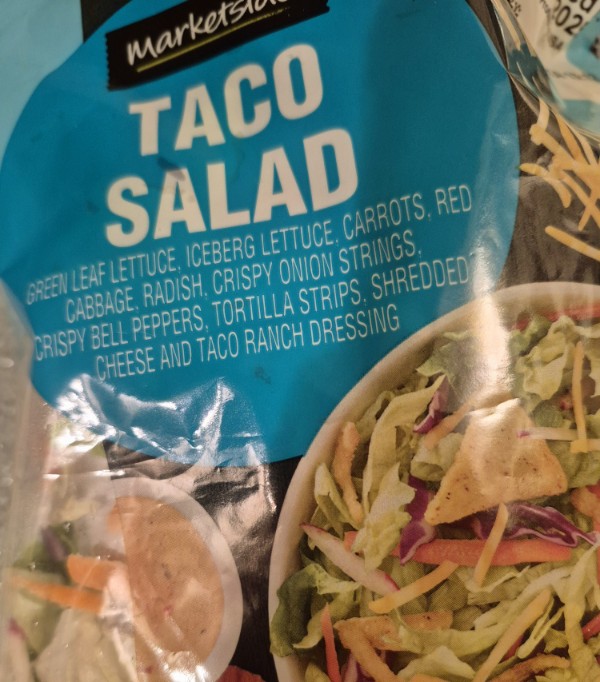 TACO
SALAD
GREEN LEAF LETTUCE, ICEBERG LETTUCE, CARROTS, RED
CABBAGE, RADISH, CRISPY ONION STRINGS,
CRISPY BELL PEPPERS, TORTILLA STRIPS, SHREDDED
CHEESE AND TACO RANCH DRESSING